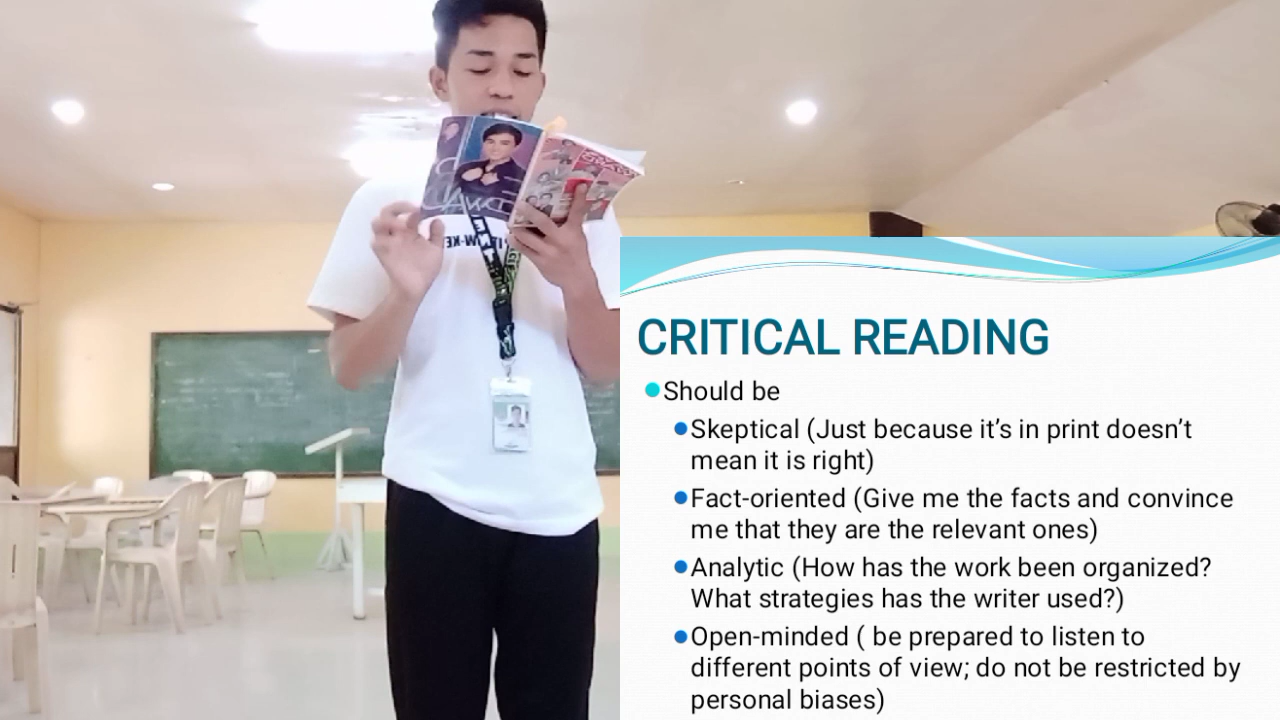 CRITICAL READING
Should be
Skeptical (Just because it’s in print doesn’t
mean it is right)
Fact-oriented (Give me the facts and convince
me that they are the relevant ones)
Analytic (How has the work been organized?
What strategies has the writer used?)
Open-minded ( be prepared to listen to
different points of view; do not be restricted by
personal biases)